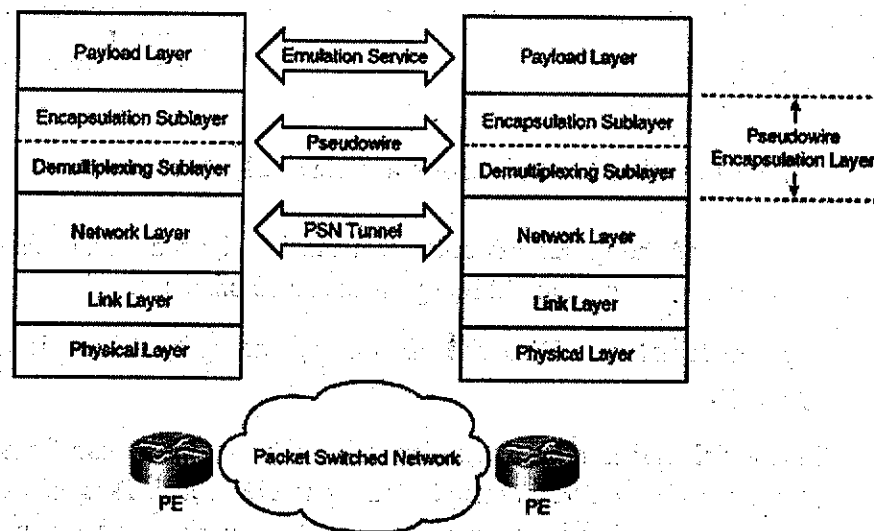 Payload Layer
Emulation Service
Payload Layer
Encapsulation Sublayer
Pseudowire
Encapsulation Sublayer
Demultiplexing Sublayer
Demultiplexing Sublayer
Pseudowire
Encapsulation Layer
Network Layer
PSN Tunnel
Network Layer
Link Layer
Link Layer
Physical Layer
Physical Layer
Packet Switched Network
PE
PE